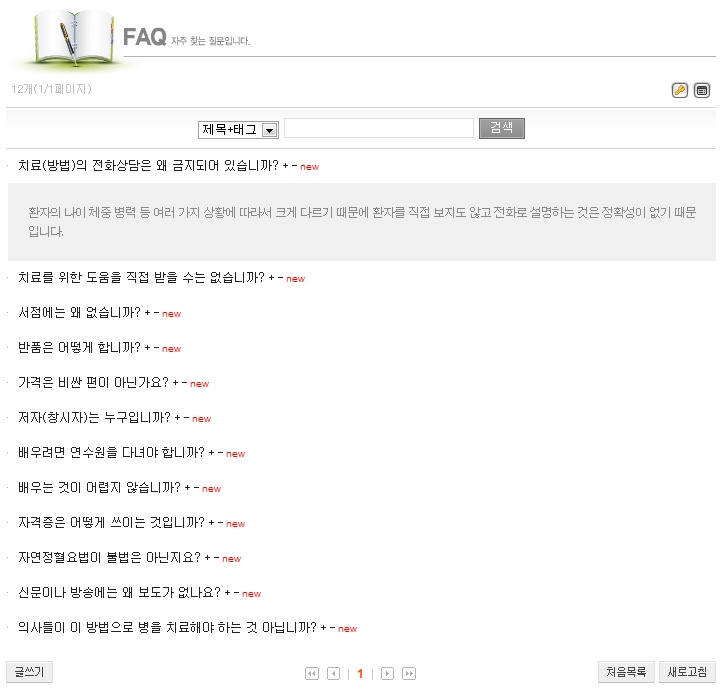 FAQ 자주 찾는 질문입니다.
12개(1/1페이지)
제목+태그 검색
치료(방법)의 전화상담은 왜 금지되어 있습니까? + - new
환자의 나이 체중 병력 등 여러 가지 상황에 따라서 크게 다르기 때문에 환자를 직접 보지도 않고 전화로 설명하는 것은 정확성이 없기 때문
입니다.
치료를 위한 도움을 직접 받을 수는 없습니까? + - new
서점에는 왜 없습니까? + - new
반품은 어떻게 합니까? + - new
가격은 비싼 편이 아닌가요? + - new
저자(창시자)는 누구입니까? + - new
배우려면 연수원을 다녀야 합니까? + - new
배우는 것이 어렵지 않습니까? + - new
자격증은 어떻게 쓰이는 것입니까? + - new
자연정혈요법이 불법은 아닌지요? + - new
신문이나 방송에는 왜 보도가 없나요? + - new
의사들이 이 방법으로 병을 치료해야 하는 것 아닙니까? + - new
글쓰기 | 1 | 처음목록 새로고침